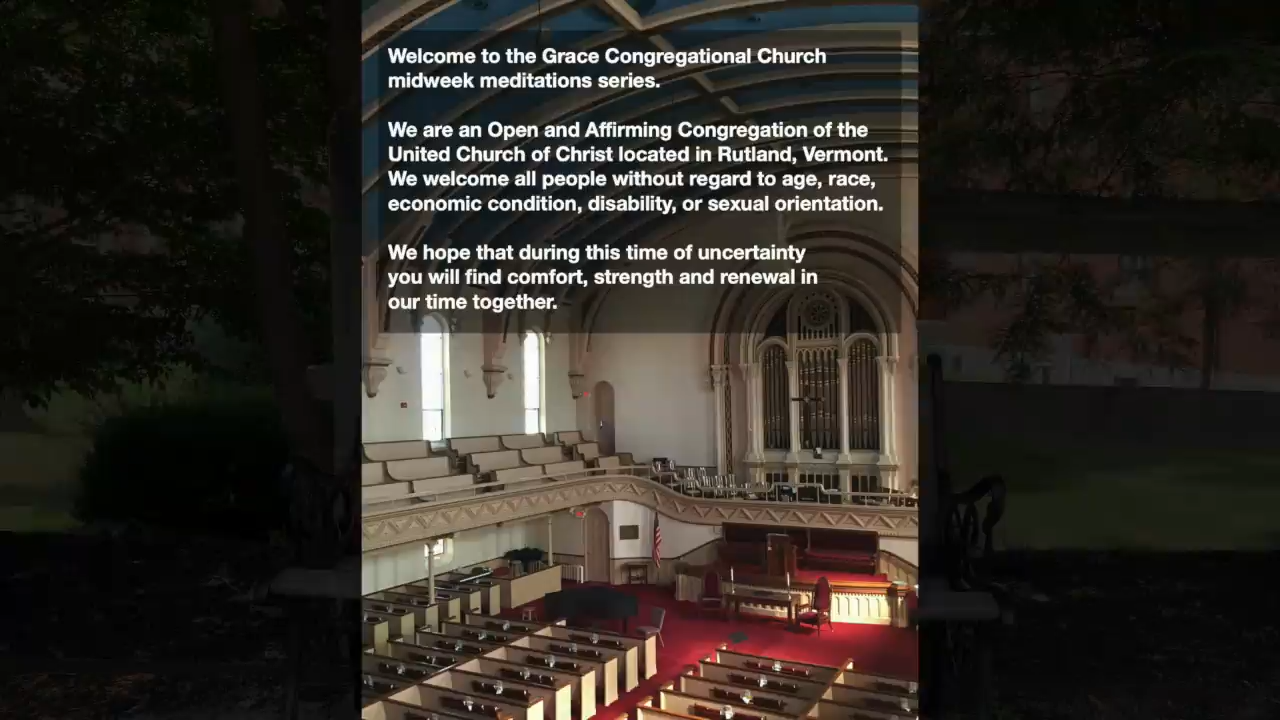 Welcome to the Grace Congregational Church
midweek meditations series.
We are an Open and Affirming Congregation of the
United Church of Christ located in Rutland, Vermont.
We welcome all people without regard to age, race,
economic condition, disability, or sexual orientation.
We hope that during this time of uncertainty
you will find comfort, strength and renewal in
our time together.